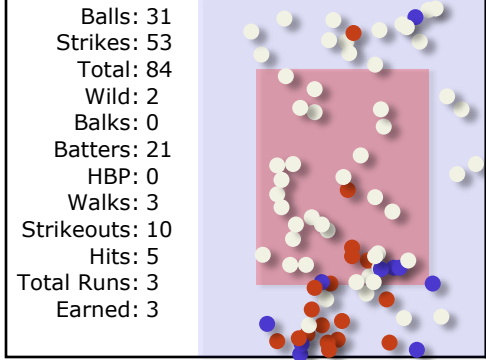 Balls: 31
Strikes: 53
Total: 84
Wild: 2
Balks: 0
Batters: 21
HBP: 0
Walks: 3
Strikeouts: 10
Hits: 5
Total Runs: 3
Earned: 3